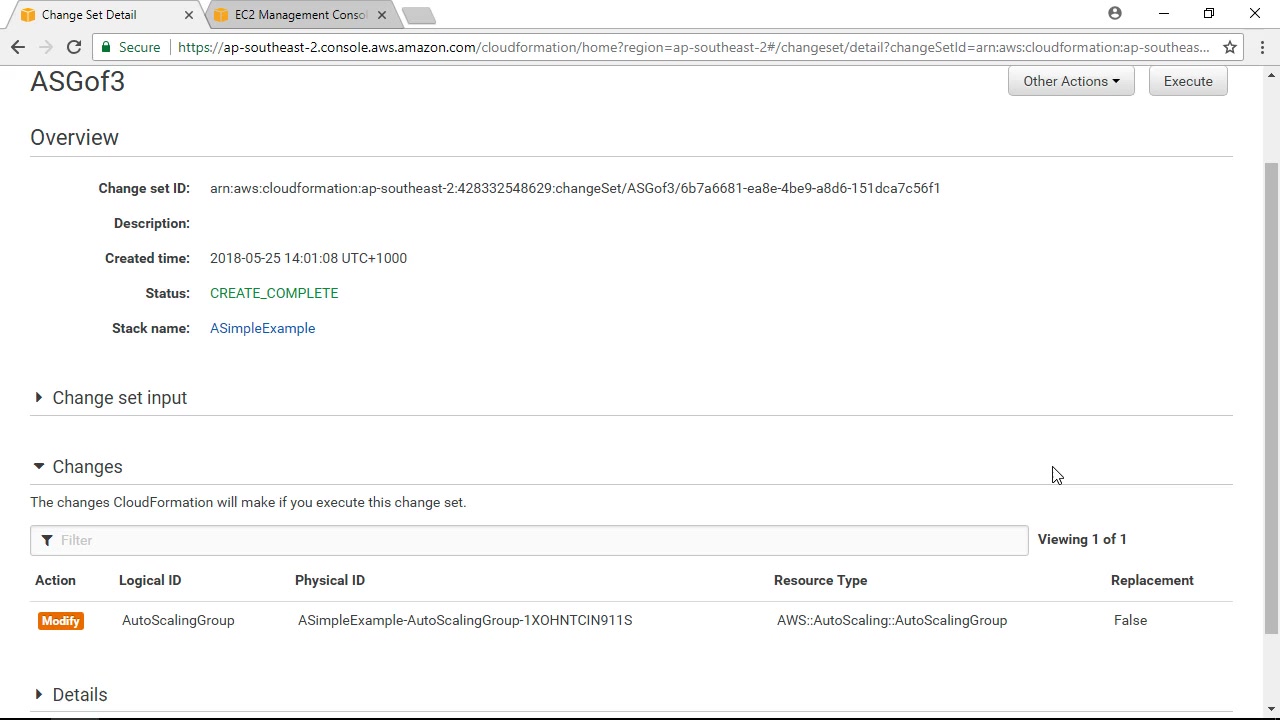 Change Set Detail
EC2 Management Consol
Secure https://ap-southeast-2.console.aws.amazon.com/cloudformation/home?region=ap-southeast-2#/changeset/detail?changeSetId=arn:aws:cloudformation:ap-southeas...
ASGof3
Other Actions
Execute
Overview
Change set ID: arn:aws:cloudformation:ap-southeast-2:428332548629:changeSet/ASGof3/6b7a6681-ea8e-4be9-a8d6-151dca7c56f1
Description:
Created time: 2018-05-25 14:01:08 UTC+1000
Status: CREATE_COMPLETE
Stack name: ASimpleExample
Change set input
Changes
The changes CloudFormation will make if you execute this change set.
Filter
Viewing 1 of 1
Action Logical ID Physical ID Resource Type Replacement
Modify AutoScalingGroup ASimpleExample-AutoScalingGroup-1XOHNTCIN911S AWS::AutoScaling::AutoScalingGroup False
Details